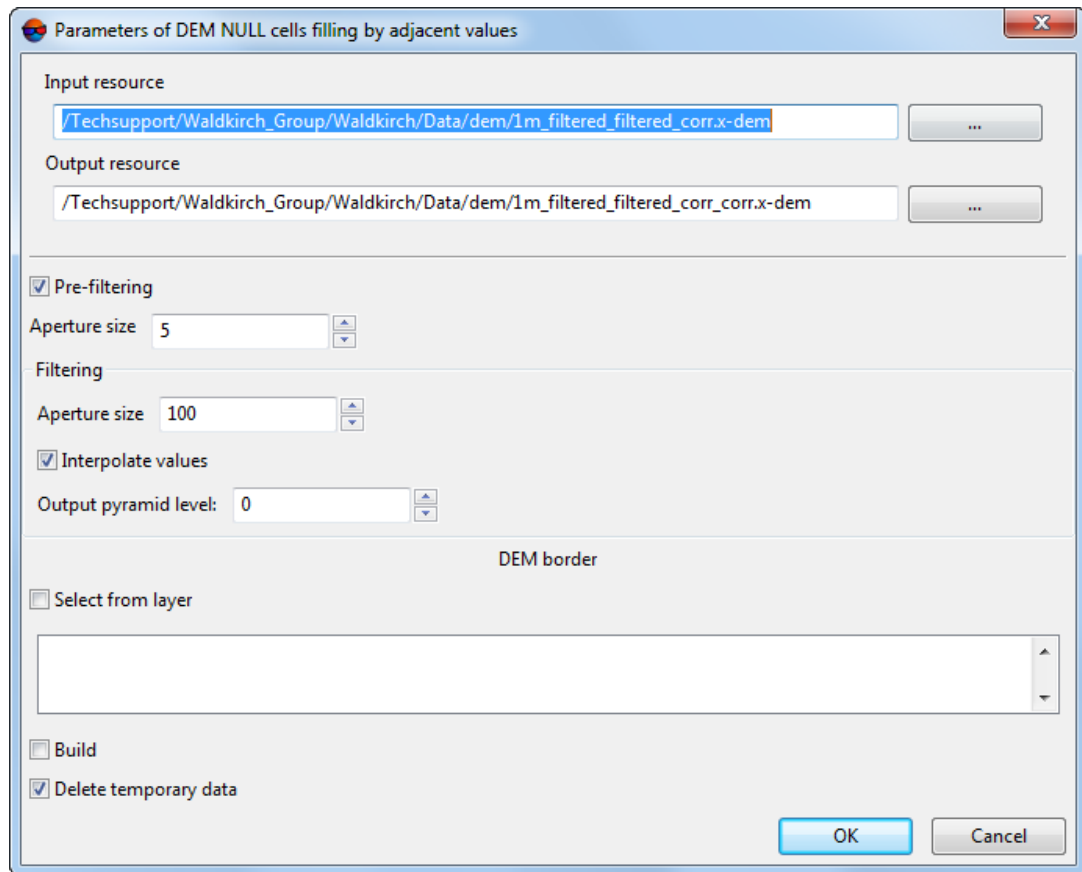 Parameters of DEM NULL cells filling by adjacent values
Input resource
/Techsupport/Waldkirch_Group/Waldkirch/Data/dem/1m_filtered_filtered_corr.x-dem
...
Output resource
/Techsupport/Waldkirch_Group/Waldkirch/Data/dem/1m_filtered_filtered_corr_corr.x-dem
...
Pre-filtering
Aperture size 5
Filtering
Aperture size 100
Interpolate values
Output pyramid level: 0
DEM border
Select from layer
Build
Delete temporary data
OK Cancel